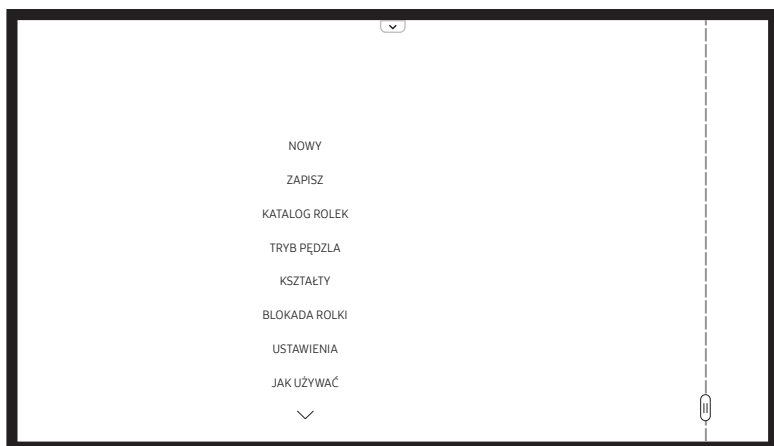 NOWY
ZAPISZ
KATALOG ROLEK
TRYB PĘDZLA
KSZTAŁTY
BLOKADA ROLKI
USTAWIENIA
JAK UŻYWAĆ